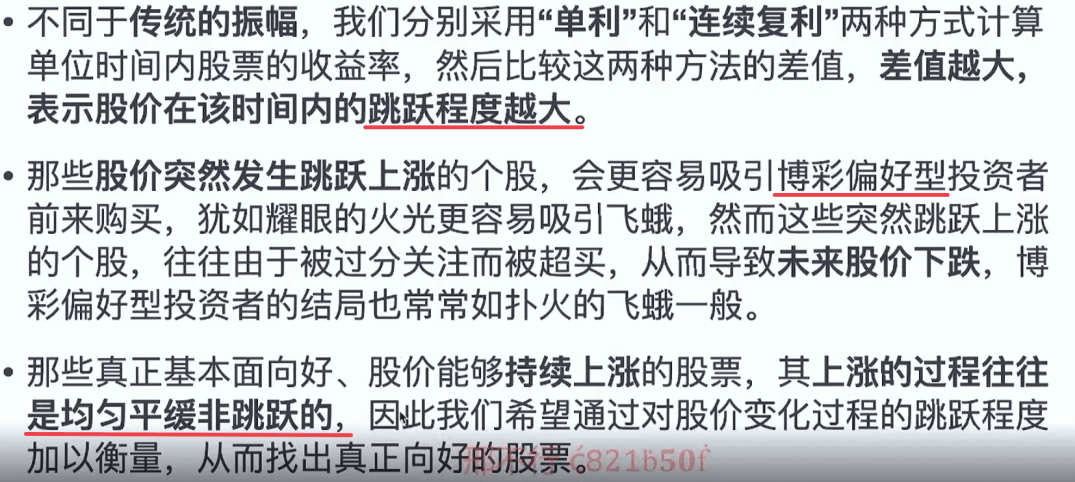 • 不同于传统的振幅，我们分别采用“单利”和“连续复利”两种方式计算
单位时间内股票的收益率，然后比较这两种方法的差值，差值越大，
表示股价在该时间内的跳跃程度越大。
• 那些股价突然发生跳跃上涨的个股，会更容易吸引博彩偏好型投资者
前来购买，犹如耀眼的火光更容易吸引飞蛾，然而这些突然跳跃上涨
的个股，往往由于被过分关注而被超买，从而导致未来股价下跌，博
彩偏好型投资者的结局也常常如扑火的飞蛾一般。
• 那些真正基本面向好、股价能够持续上涨的股票，其上涨的过程往往
是均匀平缓非跳跃的，因此我们希望通过对股价变化过程的跳跃程度
加以衡量，从而找出真正向好的股票。